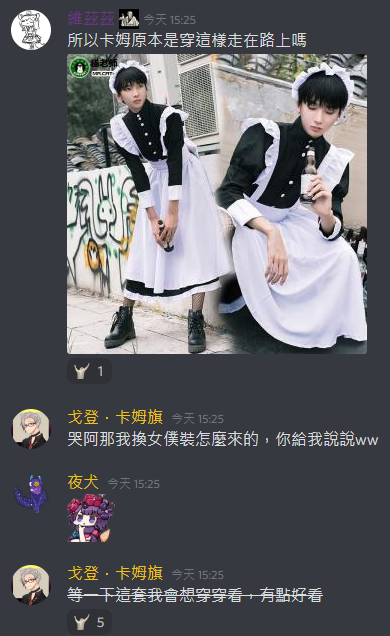 維茲茲 今天 15:25
所以卡姆原本是穿這樣走在路上嗎
MR.CAT
1
戈登．卡姆旗 今天 15:25
哭阿那我換女僕裝怎麼來的，你給我說說ww
夜犬 今天 15:25
戈登．卡姆旗 今天 15:25
等一下這套我會想穿穿看，有點好看
5